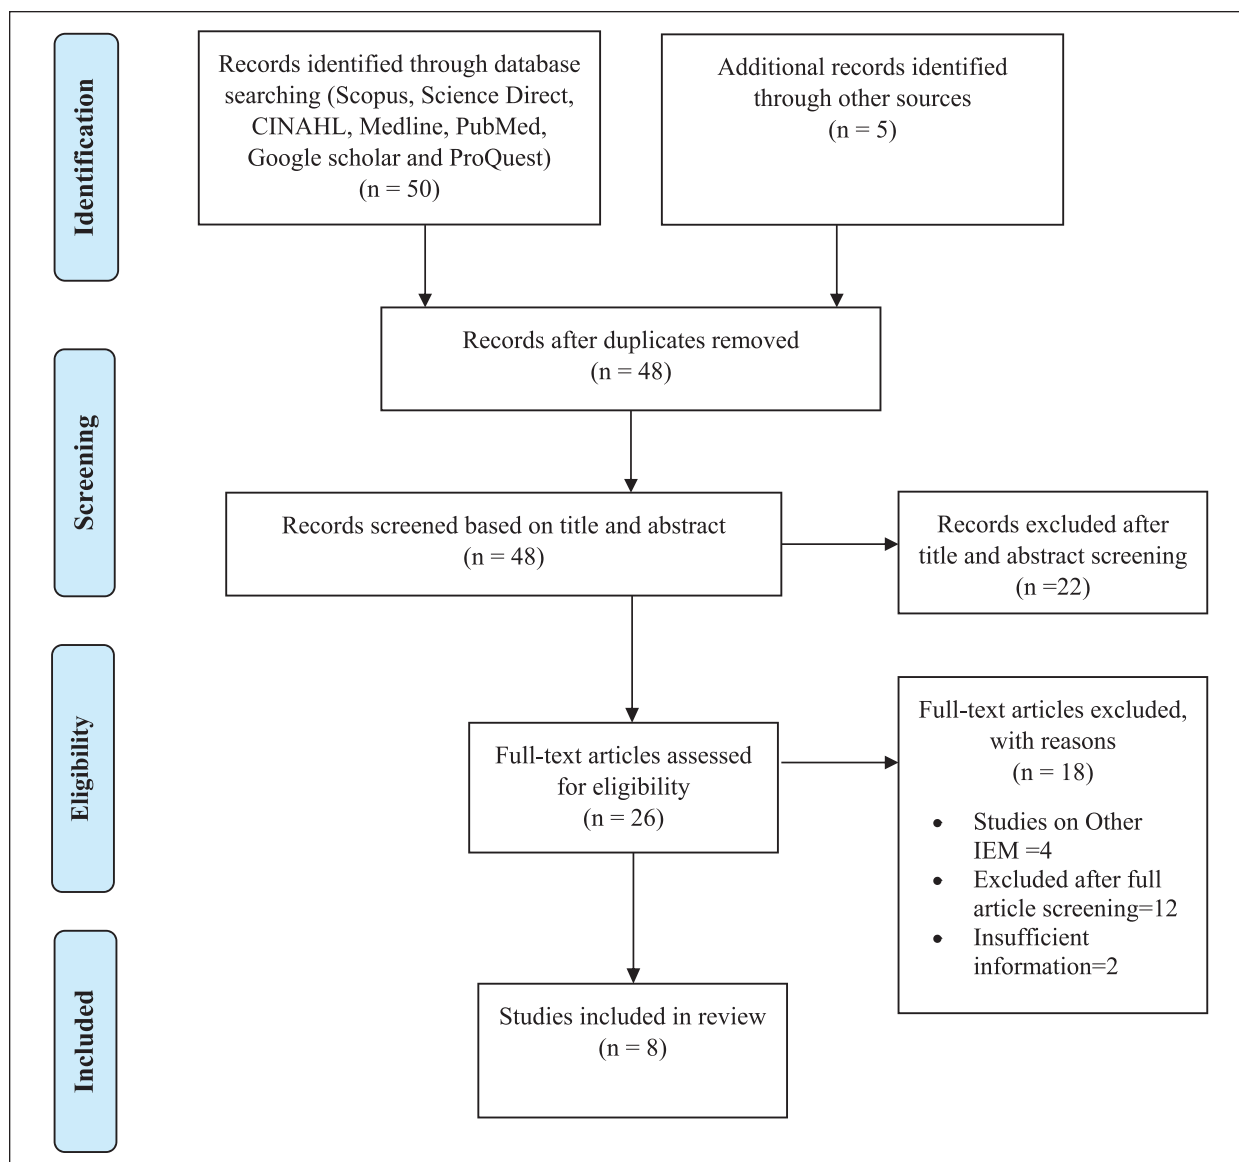 Identification
Records identified through database
searching (Scopus, Science Direct,
CINAHL, Medline, PubMed,
Google scholar and ProQuest)
(n = 50)
Additional records identified
through other sources
(n = 5)
Records after duplicates removed
(n = 48)
Screening
Records screened based on title and abstract
(n = 48)
Records excluded after
title and abstract screening
(n =22)
Eligibility
Full-text articles assessed
for eligibility
(n = 26)
Full-text articles excluded,
with reasons
(n = 18)
• Studies on Other
IEM =4
• Excluded after full
article screening=12
• Insufficient
information=2
Included
Studies included in review
(n = 8)